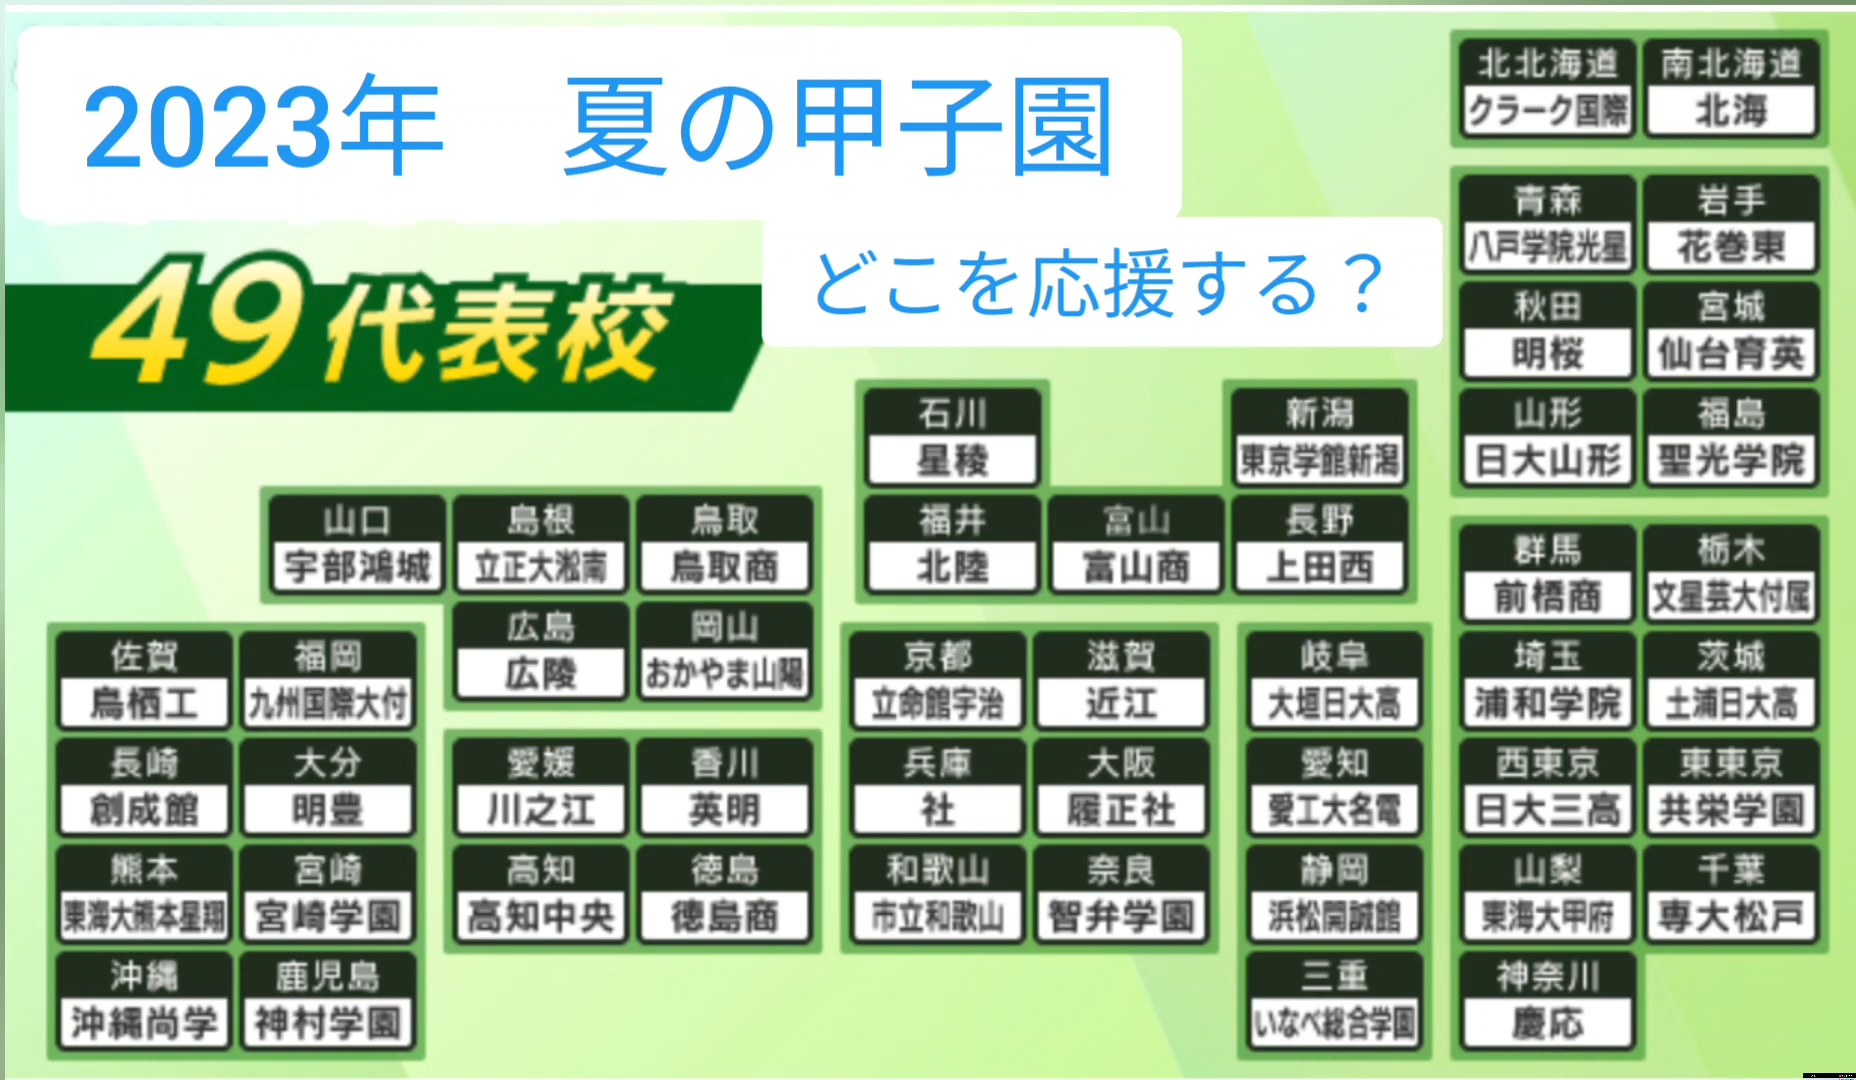 2023年　夏の甲子園
どこを応援する？
49代表校
北北海道
クラーク国際
南北海道
北海
青森
八戸学院光星
岩手
花巻東
秋田
明桜
宮城
仙台育英
山形
日大山形
福島
聖光学院
石川
星稜
新潟
東京学館新潟
福井
北陸
富山
富山商
長野
上田西
山口
宇部鴻城
島根
立正大淞南
鳥取
鳥取商
広島
広陵
岡山
おかやま山陽
群馬
前橋商
栃木
文星芸大付属
埼玉
浦和学院
茨城
土浦日大高
西東京
日大三高
東東京
共栄学園
山梨
東海大甲府
千葉
専大松戸
神奈川
慶応
岐阜
大垣日大高
愛知
愛工大名電
静岡
浜松開誠館
三重
いなべ総合学園
京都
立命館宇治
滋賀
近江
兵庫
社
大阪
履正社
和歌山
市立和歌山
奈良
智弁学園
愛媛
川之江
香川
英明
高知
高知中央
徳島
徳島商
佐賀
鳥栖工
福岡
九州国際大付
長崎
創成館
大分
明豊
熊本
東海大熊本星翔
宮崎
宮崎学園
沖縄
沖縄尚学
鹿児島
神村学園